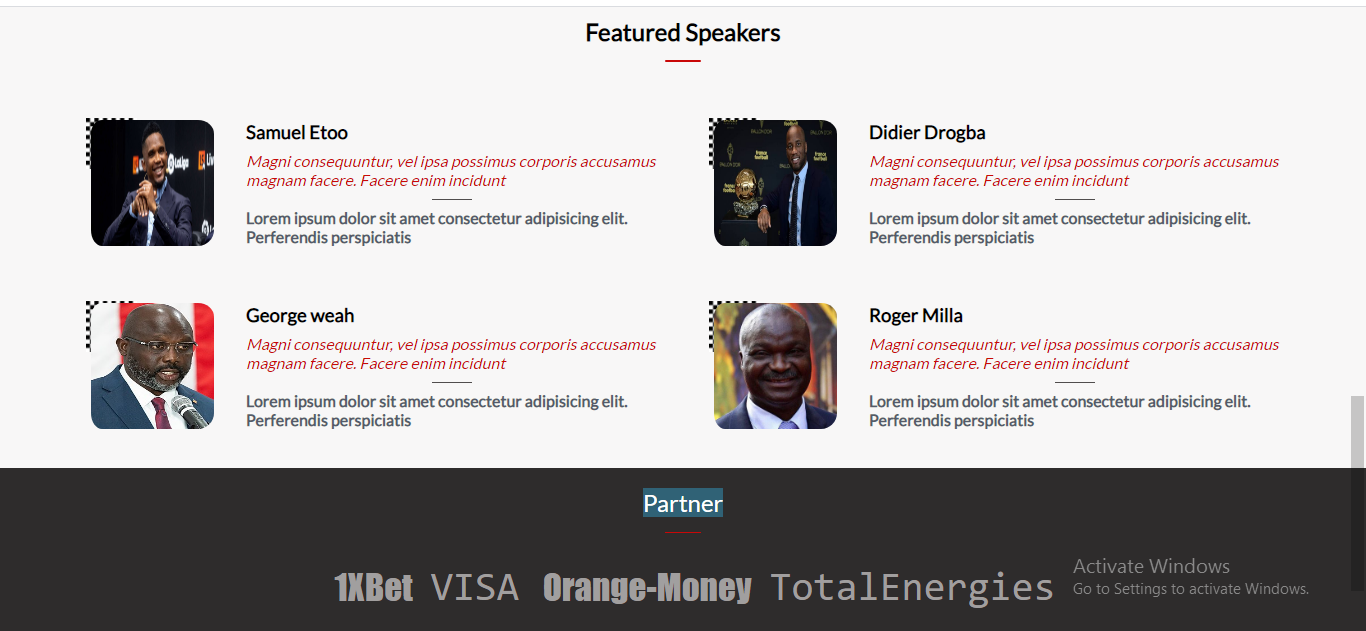 Featured Speakers
Samuel Etoo
Magni consequuntur, vel ipsa possimus corporis accusamus
magnam facere. Facere enim incidunt
Lorem ipsum dolor sit amet consectetur adipisicing elit.
Perferendis perspiciatis
Didier Drogba
Magni consequuntur, vel ipsa possimus corporis accusamus
magnam facere. Facere enim incidunt
Lorem ipsum dolor sit amet consectetur adipisicing elit.
Perferendis perspiciatis
George weah
Magni consequuntur, vel ipsa possimus corporis accusamus
magnam facere. Facere enim incidunt
Lorem ipsum dolor sit amet consectetur adipisicing elit.
Perferendis perspiciatis
Roger Milla
Magni consequuntur, vel ipsa possimus corporis accusamus
magnam facere. Facere enim incidunt
Lorem ipsum dolor sit amet consectetur adipisicing elit.
Perferendis perspiciatis
Partner
1XBet VISA Orange-Money TotalEnergies
Activate Windows
Go to Settings to activate Windows.